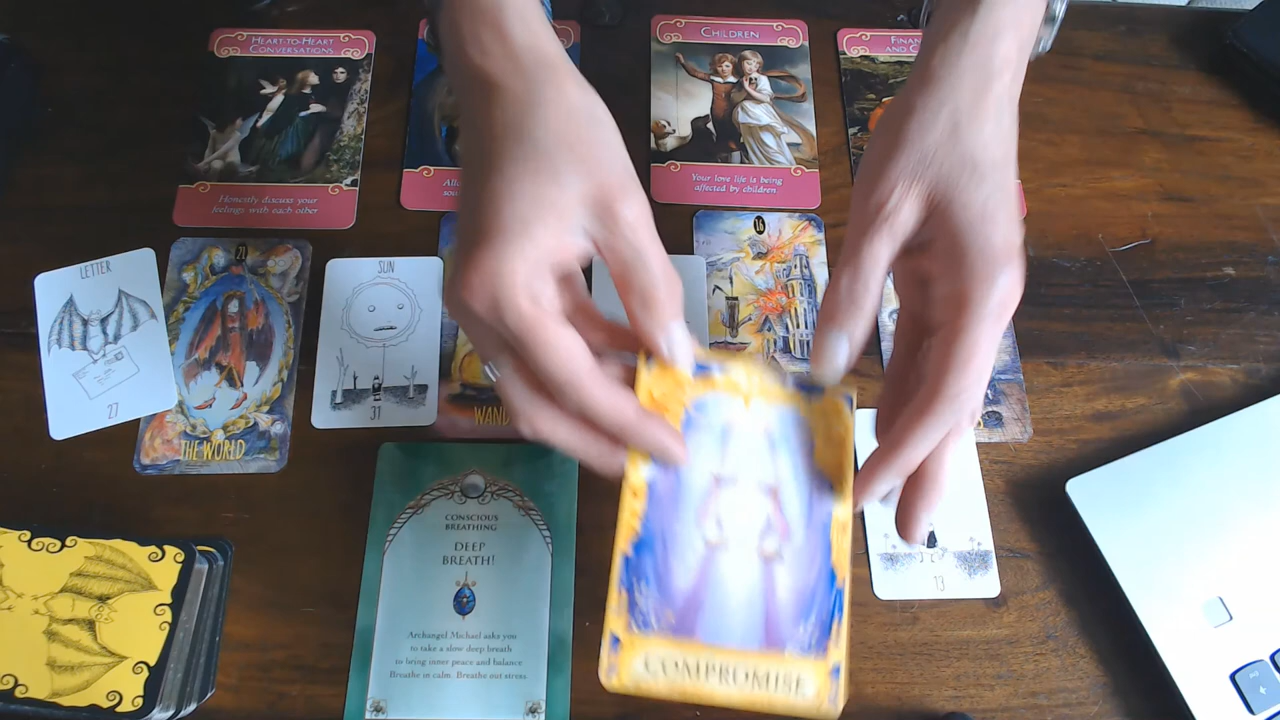 HEART-TO-HEART
CONVERSATIONS
Honestly discuss your
feelings with each other
CHILDREN
Your love life is being
affected by children.
LETTER
27
21
THE WORLD
SUN
31
16
13
CONSCIOUS
BREATHING
DEEP
BREATH!
Archangel Michael asks you
to take a slow deep breath
to bring inner peace and balance
Breathe in calm. Breathe out stress.
COMPROMISE